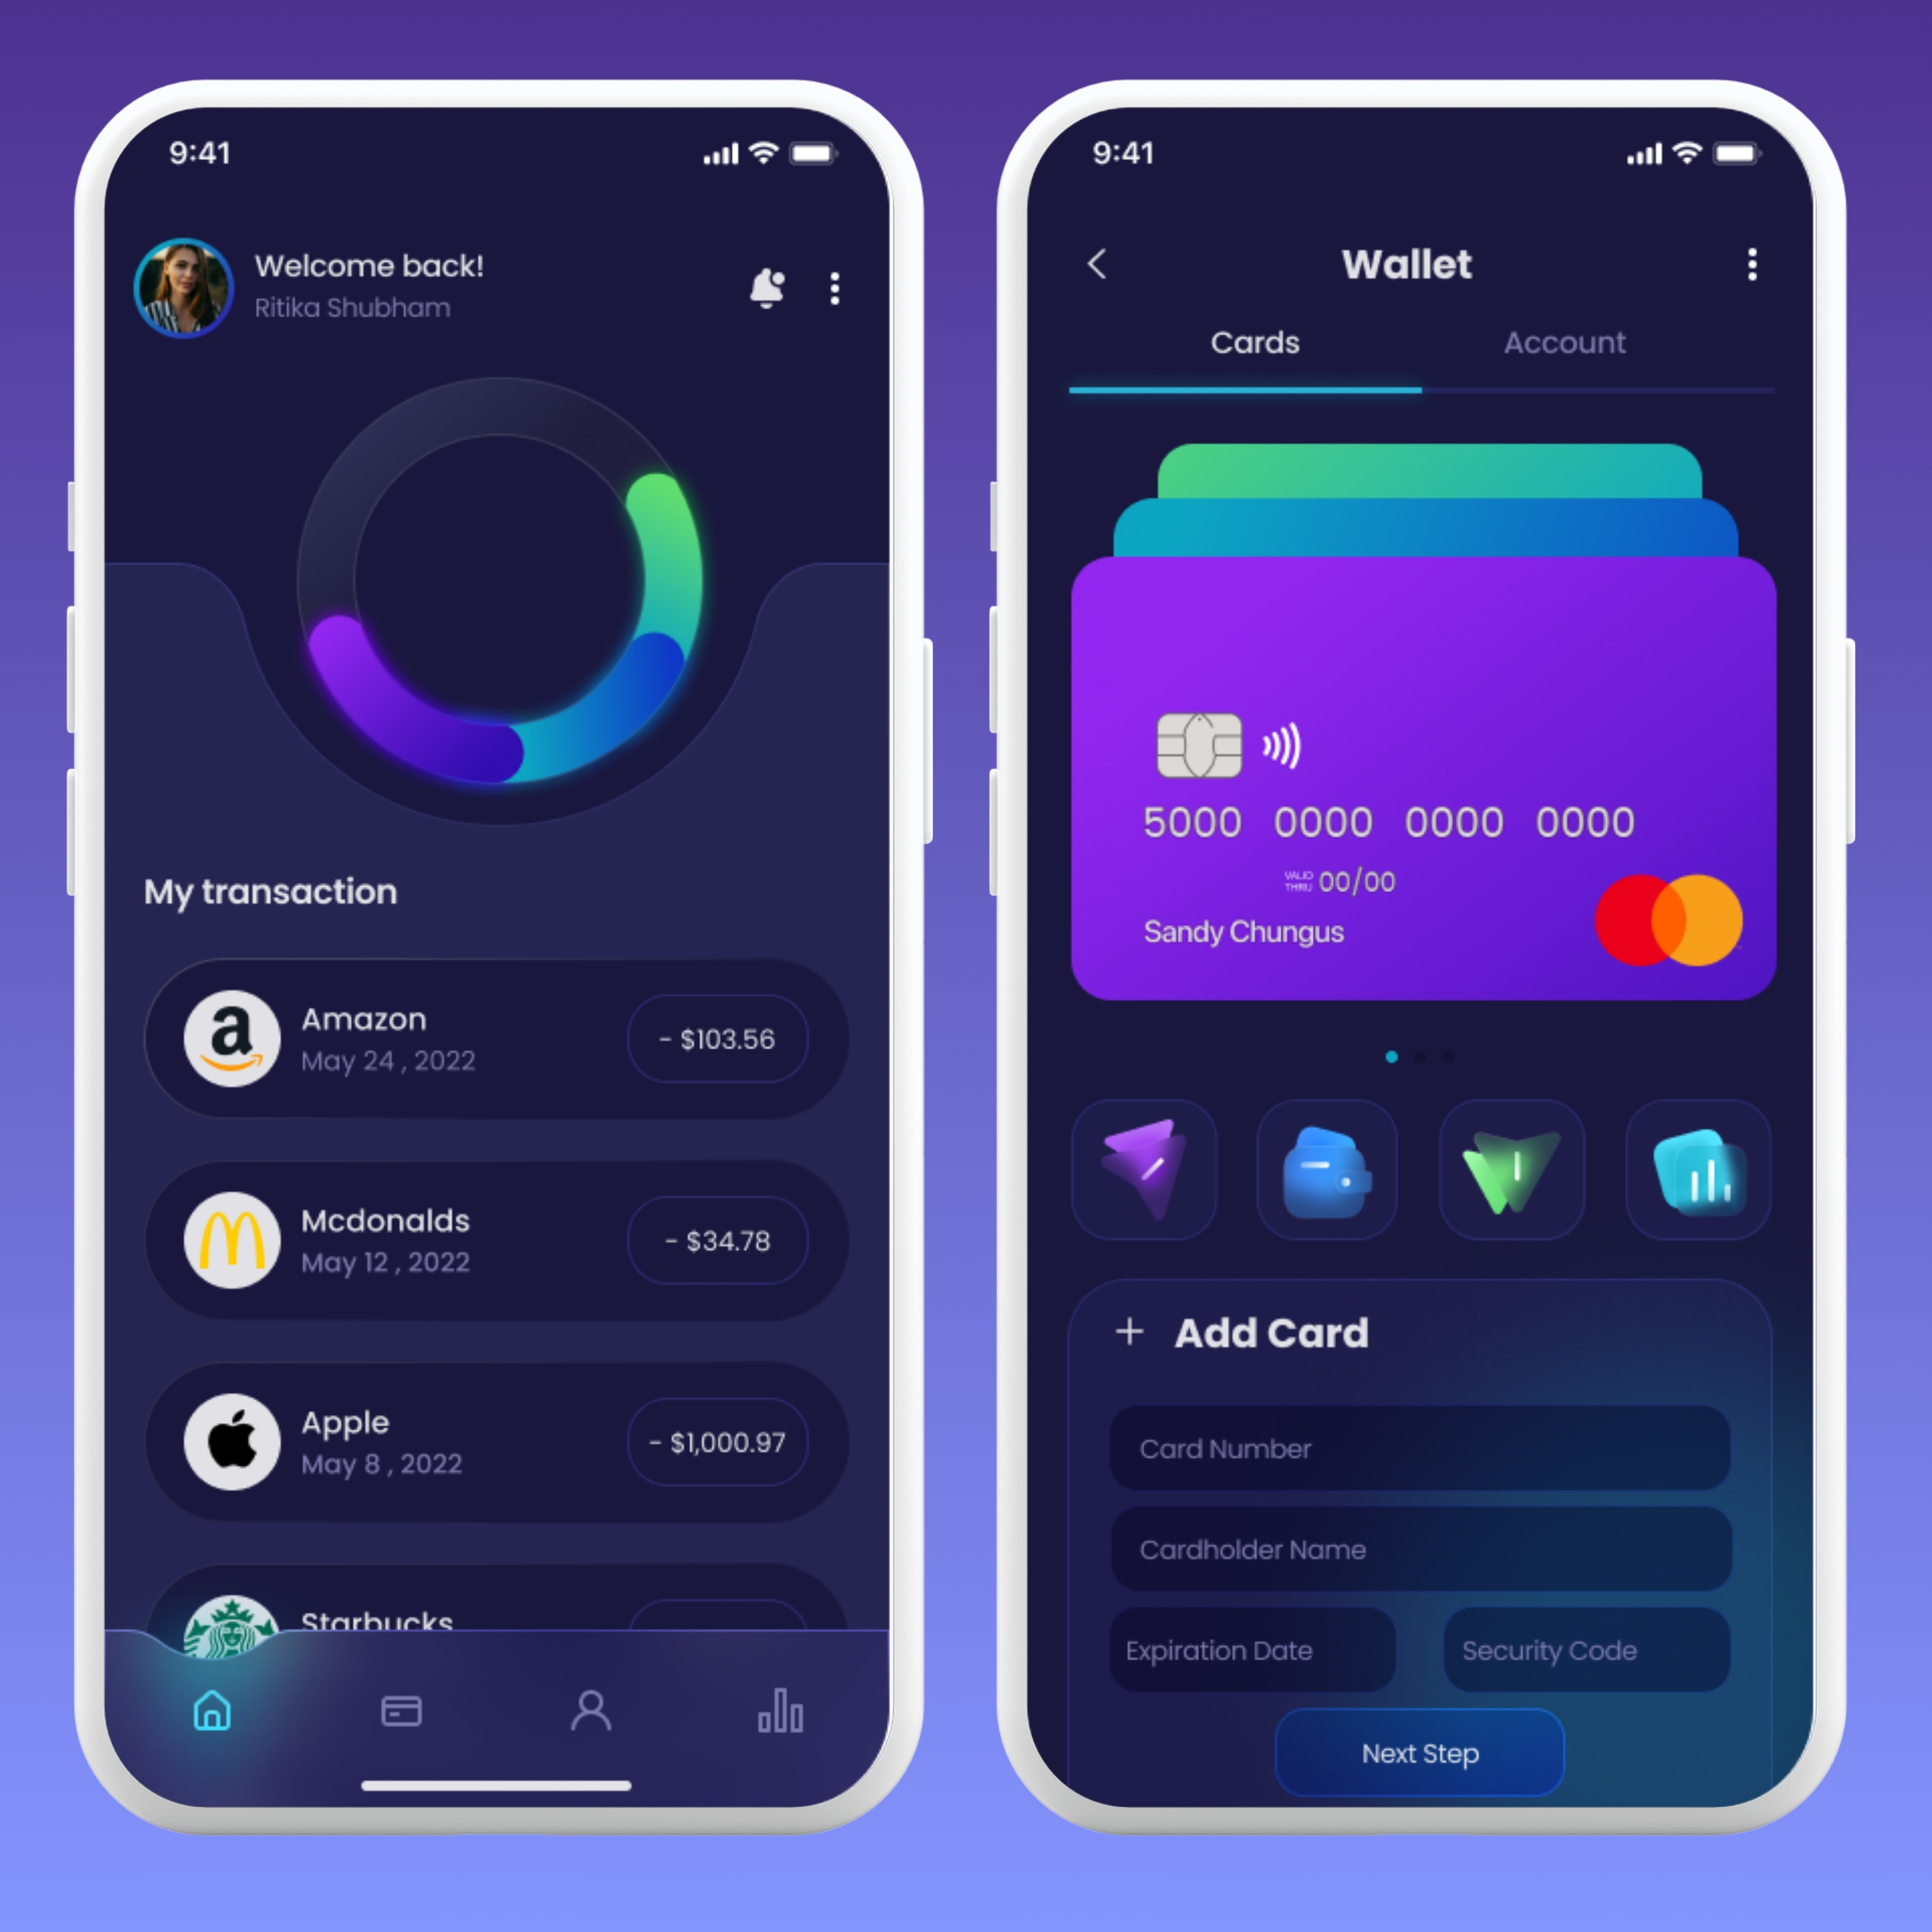 9:41
Welcome back!
Ritika Shubham
My transaction
Amazon
May 24 , 2022
- $103.56
Mcdonalds
May 12 , 2022
- $34.78
Apple
May 8 , 2022
- $1,000.97
Starbucks
9:41
Wallet
Cards
Account
5000 0000 0000 0000
VALID
THRU
00/00
Sandy Chungus
+ Add Card
Card Number
Cardholder Name
Expiration Date
Security Code
Next Step